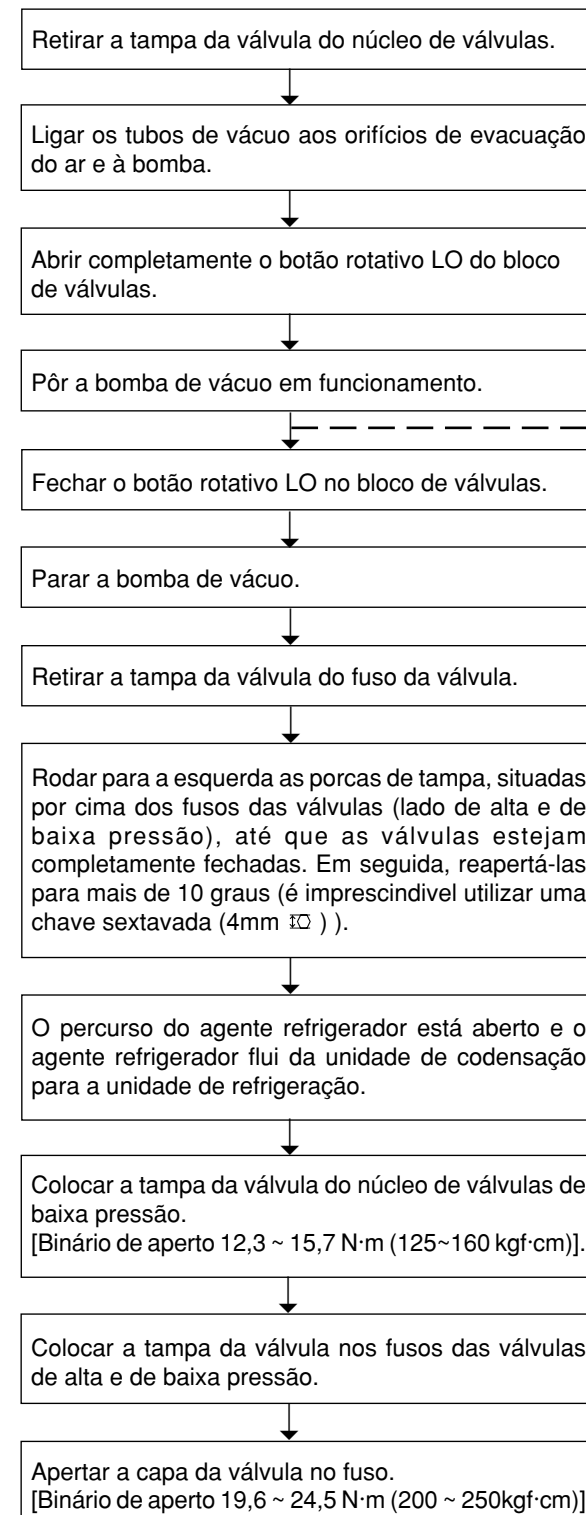 Retirar a tampa da válvula do núcleo de válvulas.
Ligar os tubos de vácuo aos orifícios de evacuação
do ar e à bomba.
Abrir completamente o botão rotativo LO do bloco
de válvulas.
Pôr a bomba de vácuo em funcionamento.
Fechar o botão rotativo LO no bloco de válvulas.
Parar a bomba de vácuo.
Retirar a tampa da válvula do fuso da válvula.
Rodar para a esquerda as porcas de tampa, situadas
por cima dos fusos das válvulas (lado de alta e de
baixa pressão), até que as válvulas estejam
completamente fechadas. Em seguida, reapertá-las
para mais de 10 graus (é imprescindivel utilizar uma
chave sextavada (4mm ) ).
O percurso do agente refrigerador está aberto e o
agente refrigerador flui da unidade de codensação
para a unidade de refrigeração.
Colocar a tampa da válvula do núcleo de válvulas de
baixa pressão.
[Binário de aperto 12,3 ~ 15,7 N·m (125~160 kgf·cm)].
Colocar a tampa da válvula nos fusos das válvulas
de alta e de baixa pressão.
Apertar a capa da válvula no fuso.
[Binário de aperto 19,6 ~ 24,5 N·m (200 ~ 250kgf·cm)]